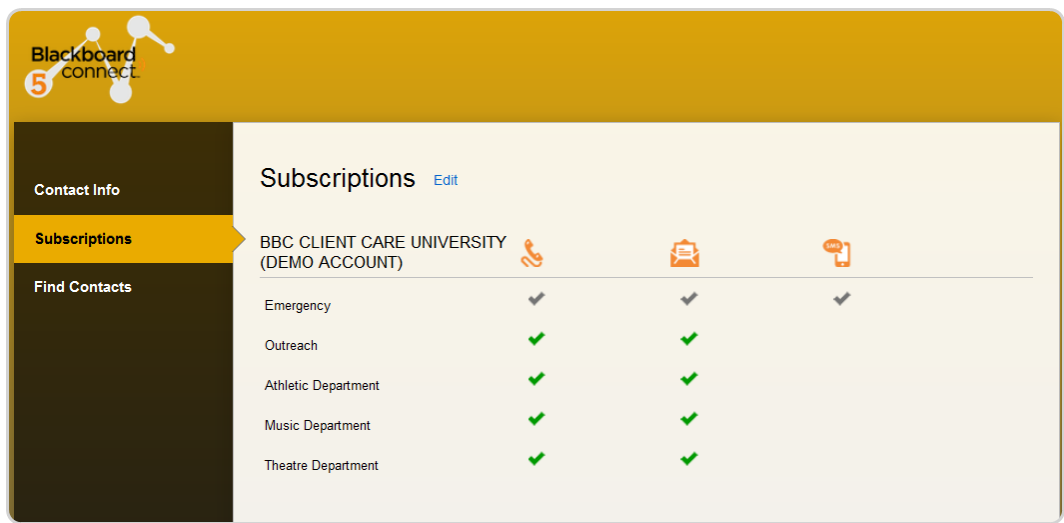 Blackboard
5 connect.
Contact Info
Subscriptions
Find Contacts
Subscriptions Edit
BBC CLIENT CARE UNIVERSITY
(DEMO ACCOUNT)
SMS
Emergency
Outreach
Athletic Department
Music Department
Theatre Department